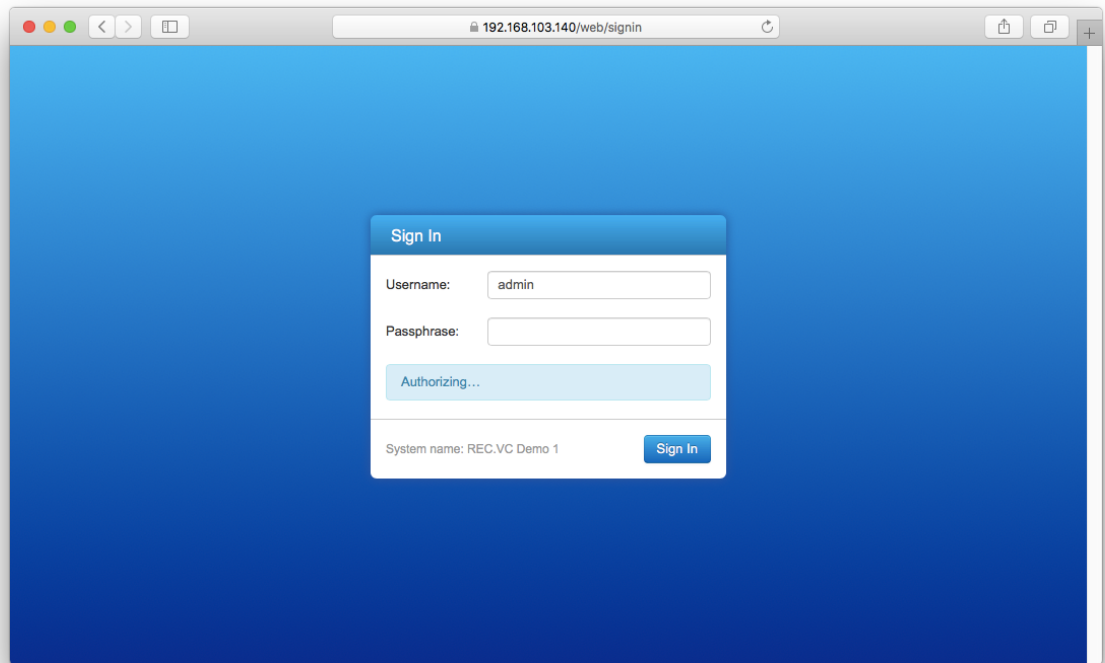 192.168.103.140/web/signin
Sign In
Username: admin
Passphrase:
Authorizing…
System name: REC.VC Demo 1 Sign In